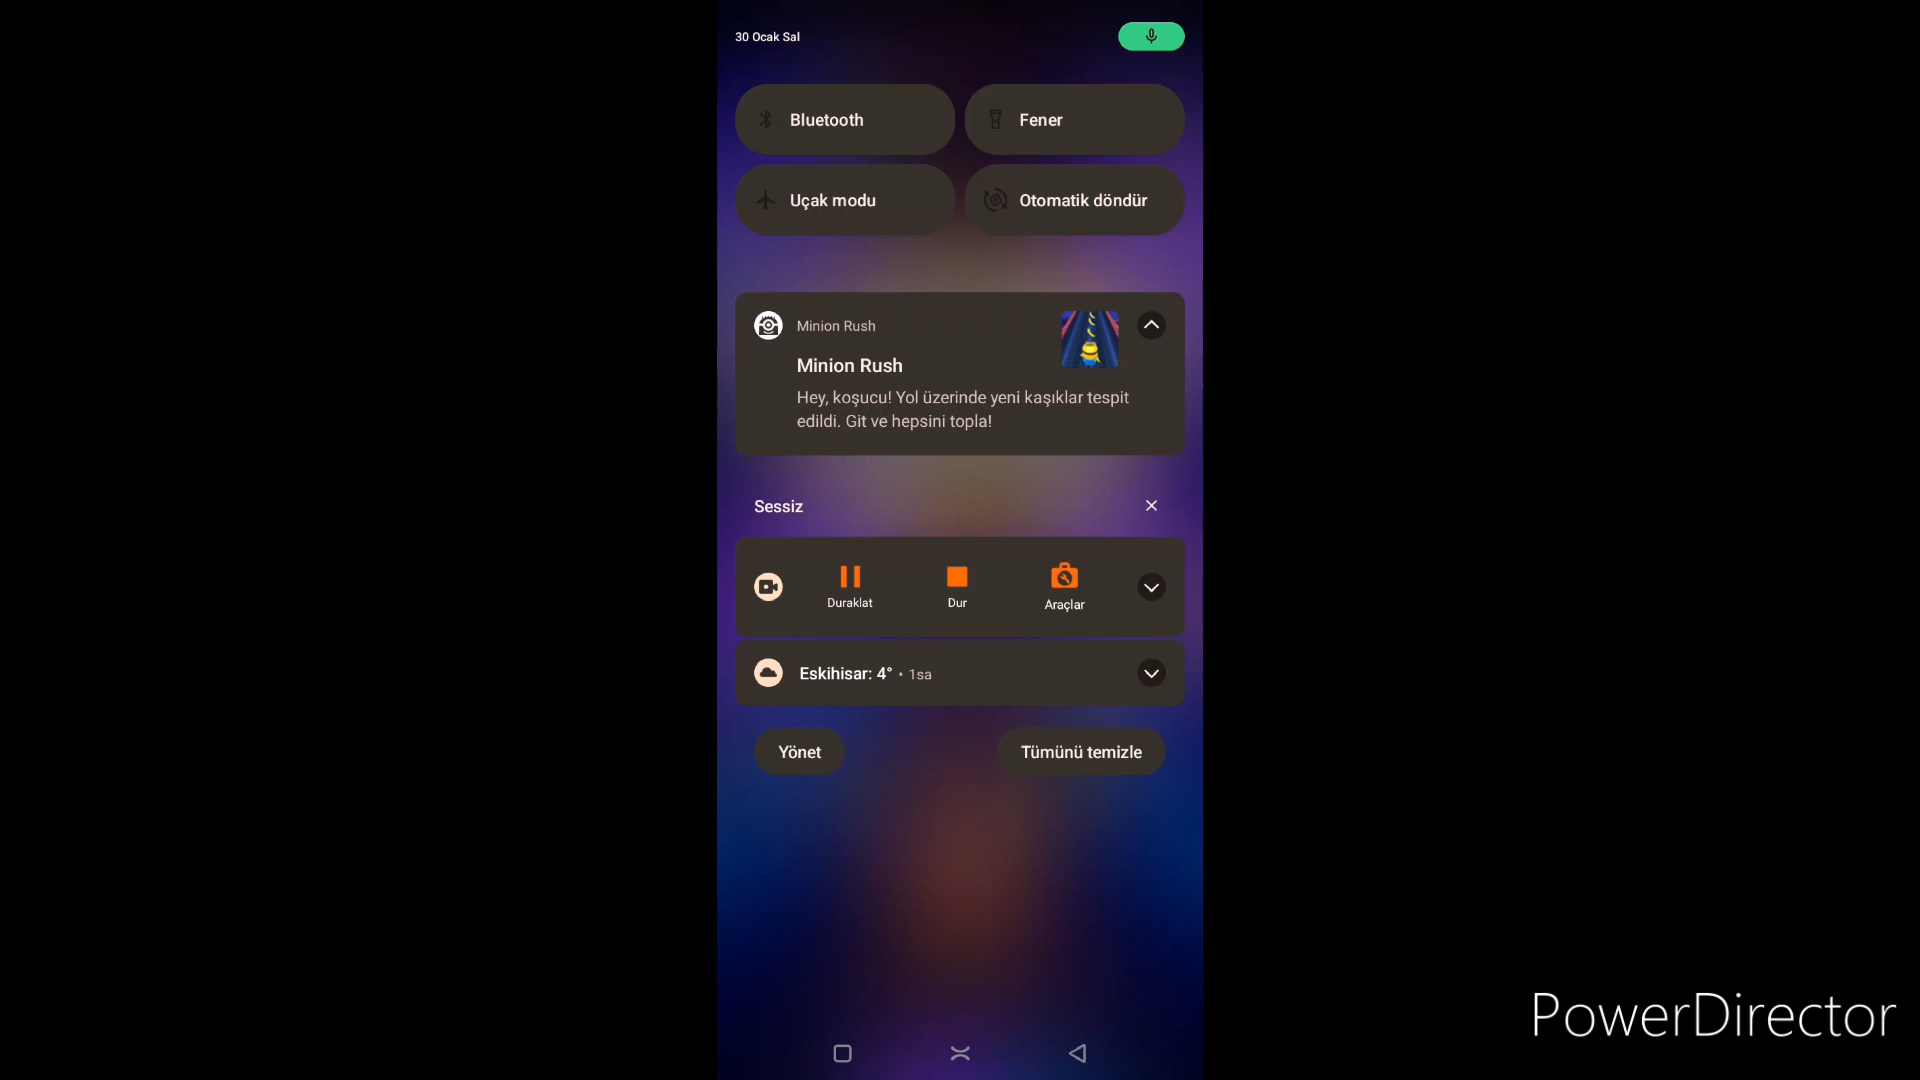 30 Ocak Sal
Bluetooth
Fener
Uçak modu
Otomatik döndür
Minion Rush
Minion Rush
Hey, koşucu! Yol üzerinde yeni kaşıklar tespit
edildi. Git ve hepsini topla!
Sessiz
Duraklat
Dur
Araçlar
Eskihisar: 4° • 1sa
Yönet
Tümünü temizle
PowerDirector